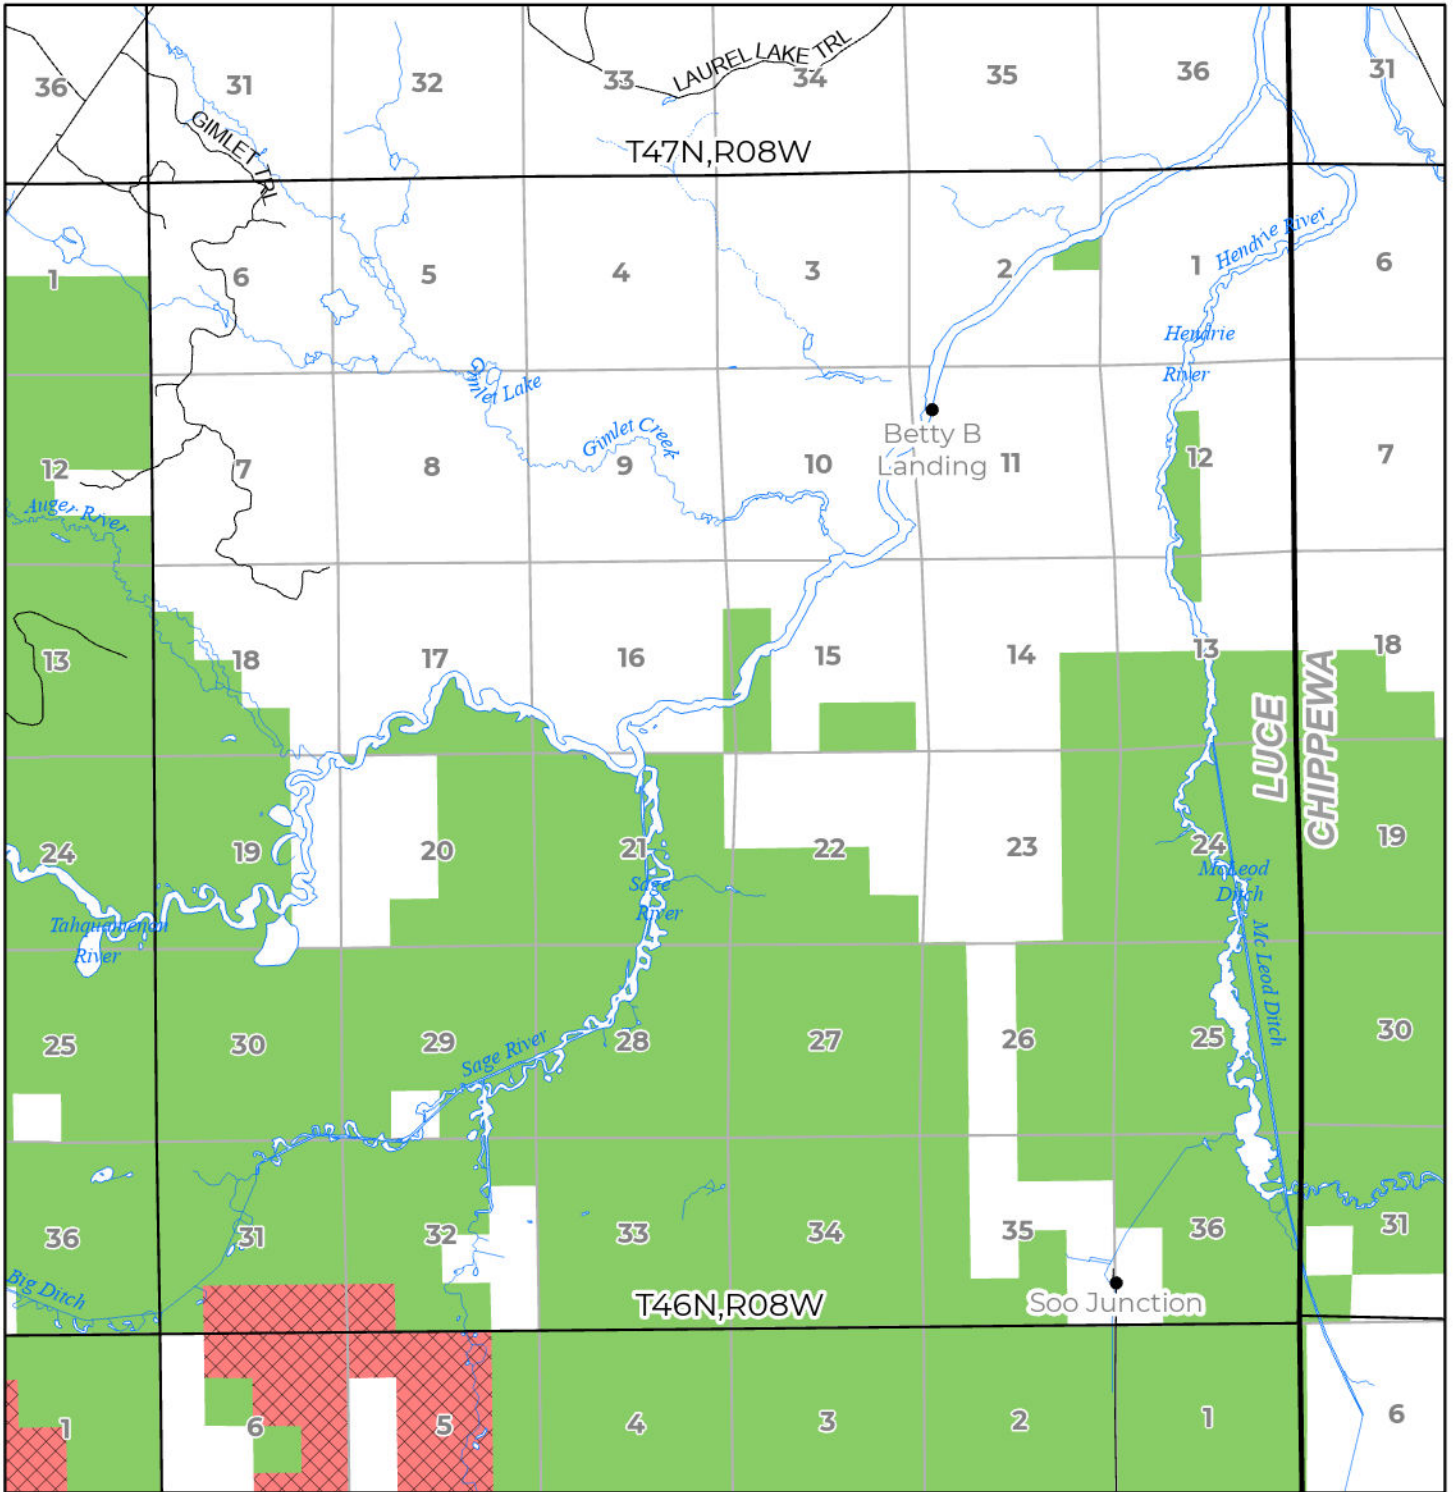 36
31
32
33
LAUREL LAKE TRL
34
35
36
31
GIMLET TRL
T47N,R08W
1
6
5
4
3
2
1
Hendrie River
6
Hendrie
River
Gimlet Lake
12
7
8
Gimlet Creek
9
10
Betty B
Landing
11
12
7
Auger River
13
18
17
16
15
14
13
18
LUCE
CHIPPEWA
24
19
20
21
22
23
24
19
Sage
River
McLeod
Ditch
Tahquamenon
River
Mc Leod Ditch
25
30
29
Sage River
28
27
26
25
30
36
31
32
33
34
35
36
31
Big Ditch
T46N,R08W
Soo Junction
1
6
5
4
3
2
1
6